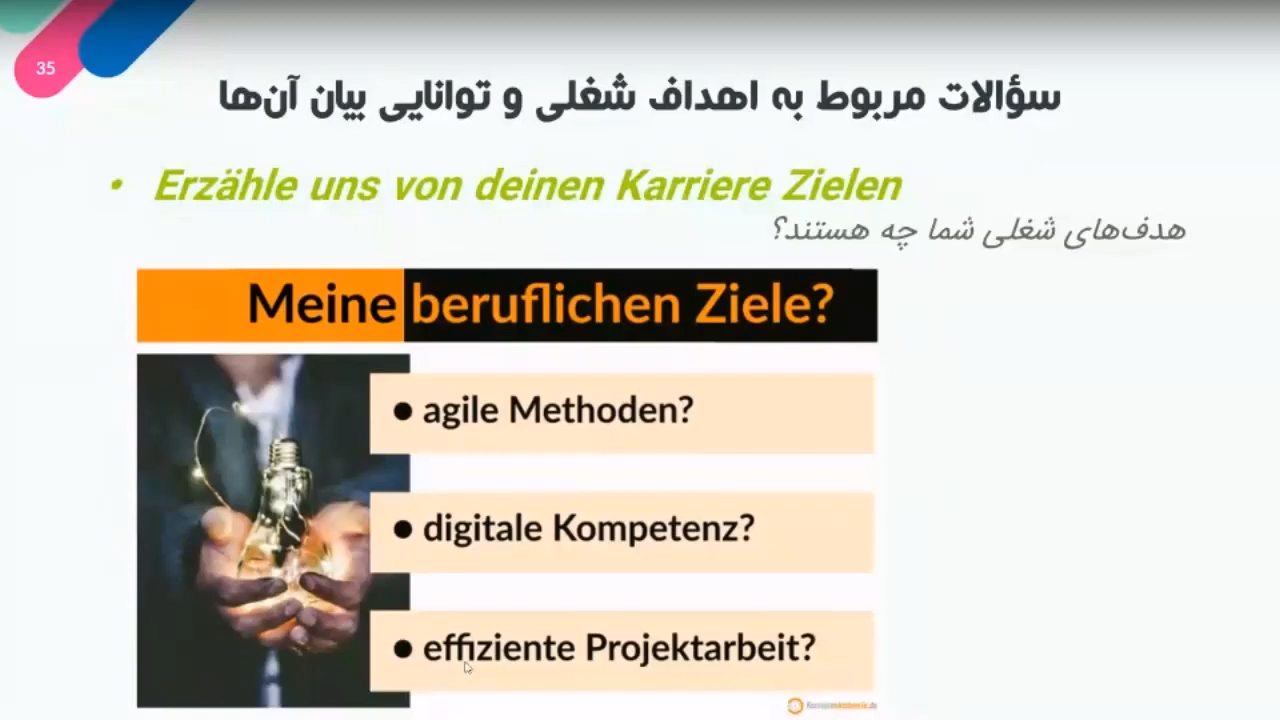 35
سؤالات مربوط به اهداف شغلی و توانایی بیان آن‌ها
• Erzähle uns von deinen Karriere Zielen
هدف‌های شغلی شما چه هستند؟
Meine beruflichen Ziele?
• agile Methoden?
• digitale Kompetenz?
• effiziente Projektarbeit?